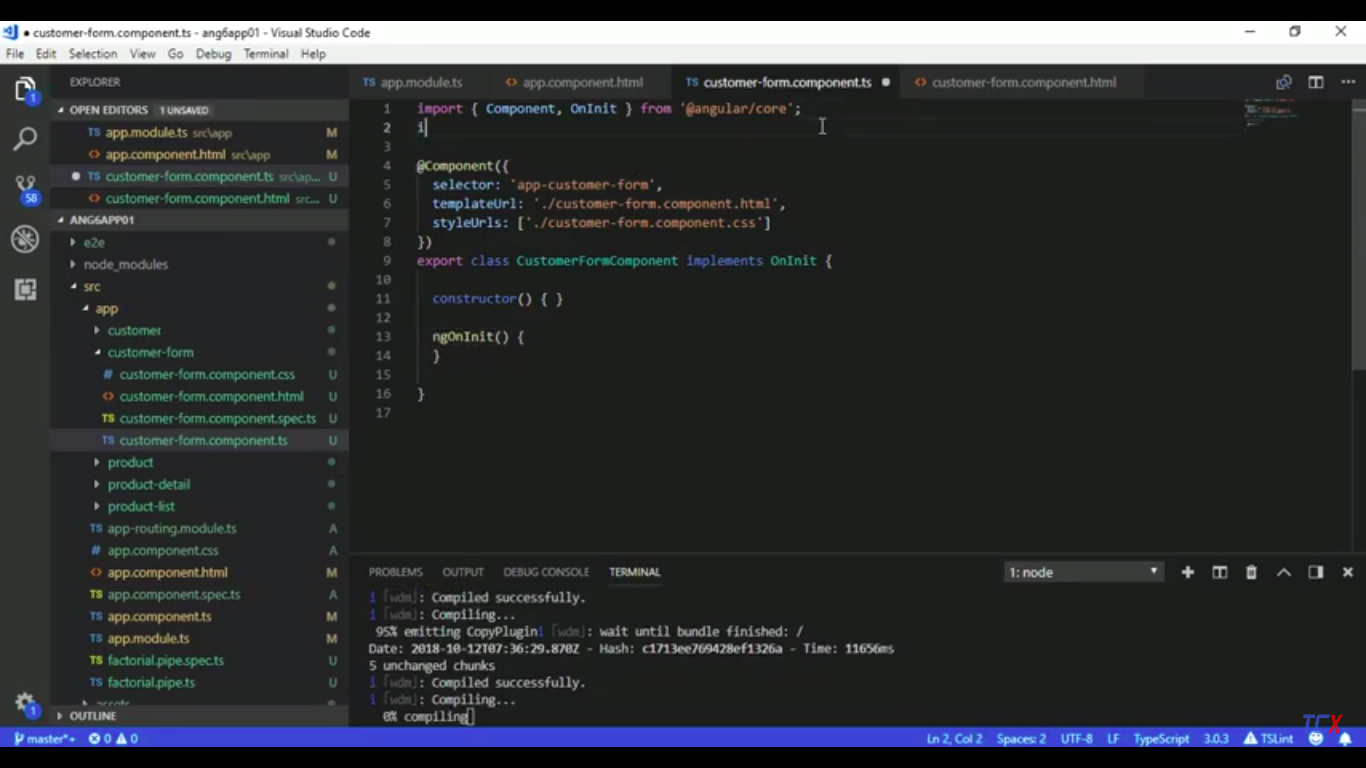 ● customer-form.component.ts - ang6app01 - Visual Studio Code
File Edit Selection View Go Debug Terminal Help
EXPLORER
OPEN EDITORS 1 UNSAVED
TS app.module.ts src\app M
<> app.component.html src\app M
● TS customer-form.component.ts src\ap... U
<> customer-form.component.html src... U
ANG6APP01
e2e
node_modules
src
app
customer
customer-form
# customer-form.component.css U
<> customer-form.component.html U
TS customer-form.component.spec.ts U
TS customer-form.component.ts U
product
product-detail
product-list
TS app-routing.module.ts A
# app.component.css A
<> app.component.html M
TS app.component.spec.ts A
TS app.component.ts M
TS app.module.ts M
TS factorial.pipe.spec.ts U
TS factorial.pipe.ts U
OUTLINE
1
58
1
TS app.module.ts <> app.component.html TS customer-form.component.ts ● <> customer-form.component.html
1 import { Component, OnInit } from '@angular/core';
2 i
3
4 @Component({
5 selector: 'app-customer-form',
6 templateUrl: './customer-form.component.html',
7 styleUrls: ['./customer-form.component.css']
8 })
9 export class CustomerFormComponent implements OnInit {
10
11 constructor() { }
12
13 ngOnInit() {
14 }
15
16 }
17
PROBLEMS OUTPUT DEBUG CONSOLE TERMINAL 1: node
i ｢wdm｣: Compiled successfully.
i ｢wdm｣: Compiling...
95% emitting CopyPlugini ｢wdm｣: wait until bundle finished: /
Date: 2018-10-12T07:36:29.870Z - Hash: c1713ee769428ef1326a - Time: 11656ms
5 unchanged chunks
i ｢wdm｣: Compiled successfully.
i ｢wdm｣: Compiling...
0% compiling
TCX
master*+ 0 0 Ln 2, Col 2 Spaces: 2 UTF-8 LF TypeScript 3.0.3 TSLint